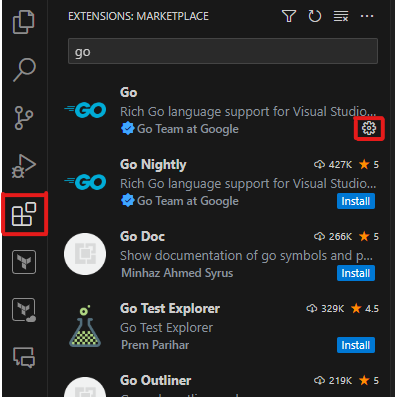 EXTENSIONS: MARKETPLACE
go
GO
Go
Rich Go language support for Visual Studio...
Go Team at Google
GO
Go Nightly
427K 5
Rich Go language support for Visual Studio...
Go Team at Google
Install
Go Doc
266K 5
Show documentation of go symbols and p...
Minhaz Ahmed Syrus
Install
Go Test Explorer
329K 4.5
Go Test Explorer
Prem Parihar
Install
Go Outliner
219K 5